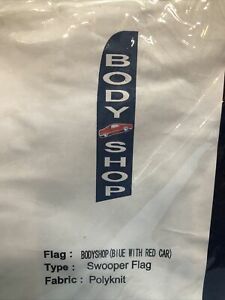 BODY
SHOP
Flag : BODYSHOP(BlUE WITH RED CAR)
Type : Swooper Flag
Fabric : Polyknit